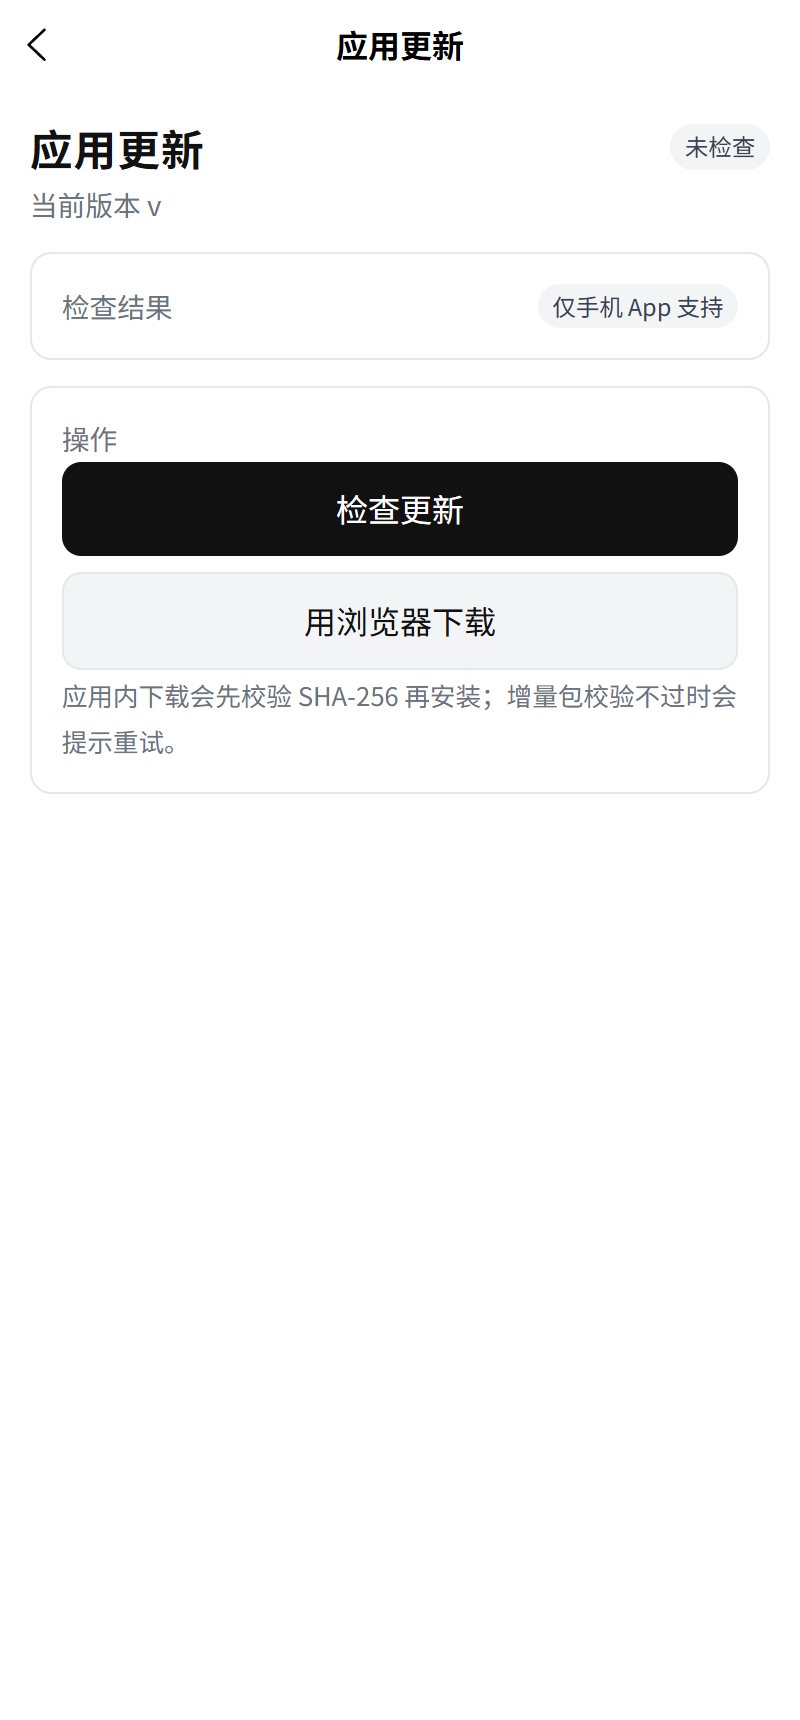 应用更新
应用更新
未检查
当前版本 v
检查结果
仅手机 App 支持
操作
检查更新
用浏览器下载
应用内下载会先校验 SHA-256 再安装；增量包校验不过时会
提示重试。